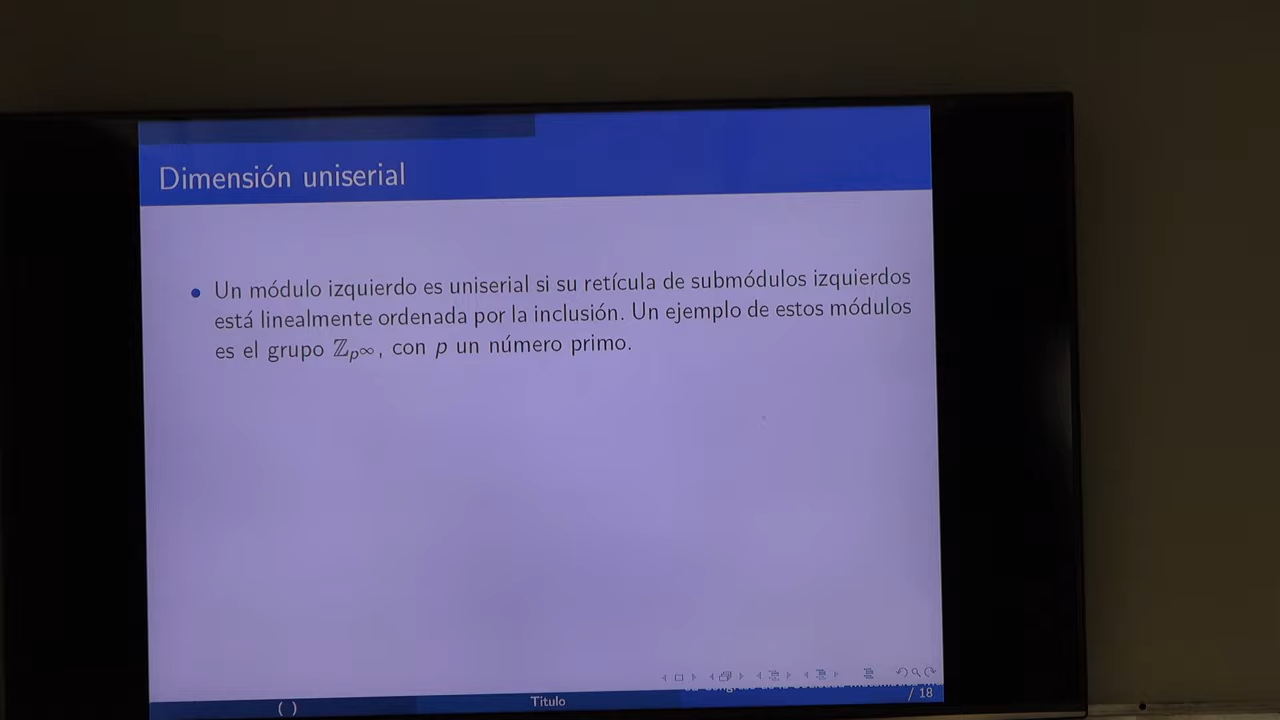 Dimensión uniserial
• Un módulo izquierdo es uniserial si su retícula de submódulos izquierdos
está linealmente ordenada por la inclusión. Un ejemplo de estos módulos
es el grupo ℤ_{p^∞}, con p un número primo.
( )
Titulo
/ 18